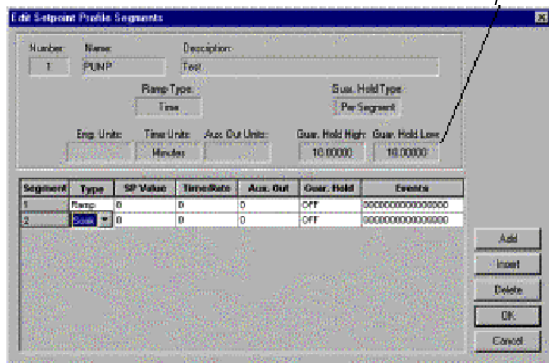 Edit Setpoint Profile Segments
Number: Name: Description:
1 PUMP Test
Ramp Type: Guar. Hold Type:
Time Per Segment
Eng. Units: Time Units: Aux. Out Units: Guar. Hold High: Guar. Hold Low:
Minutes 10.00000 10.00000
Segment Type SP Value Time/Rate Aux. Out Guar. Hold Events
1 Ramp 0 0 0 OFF 0000000000000000
2 Soak 0 0 0 OFF 0000000000000000
Add
Insert
Delete
OK
Cancel